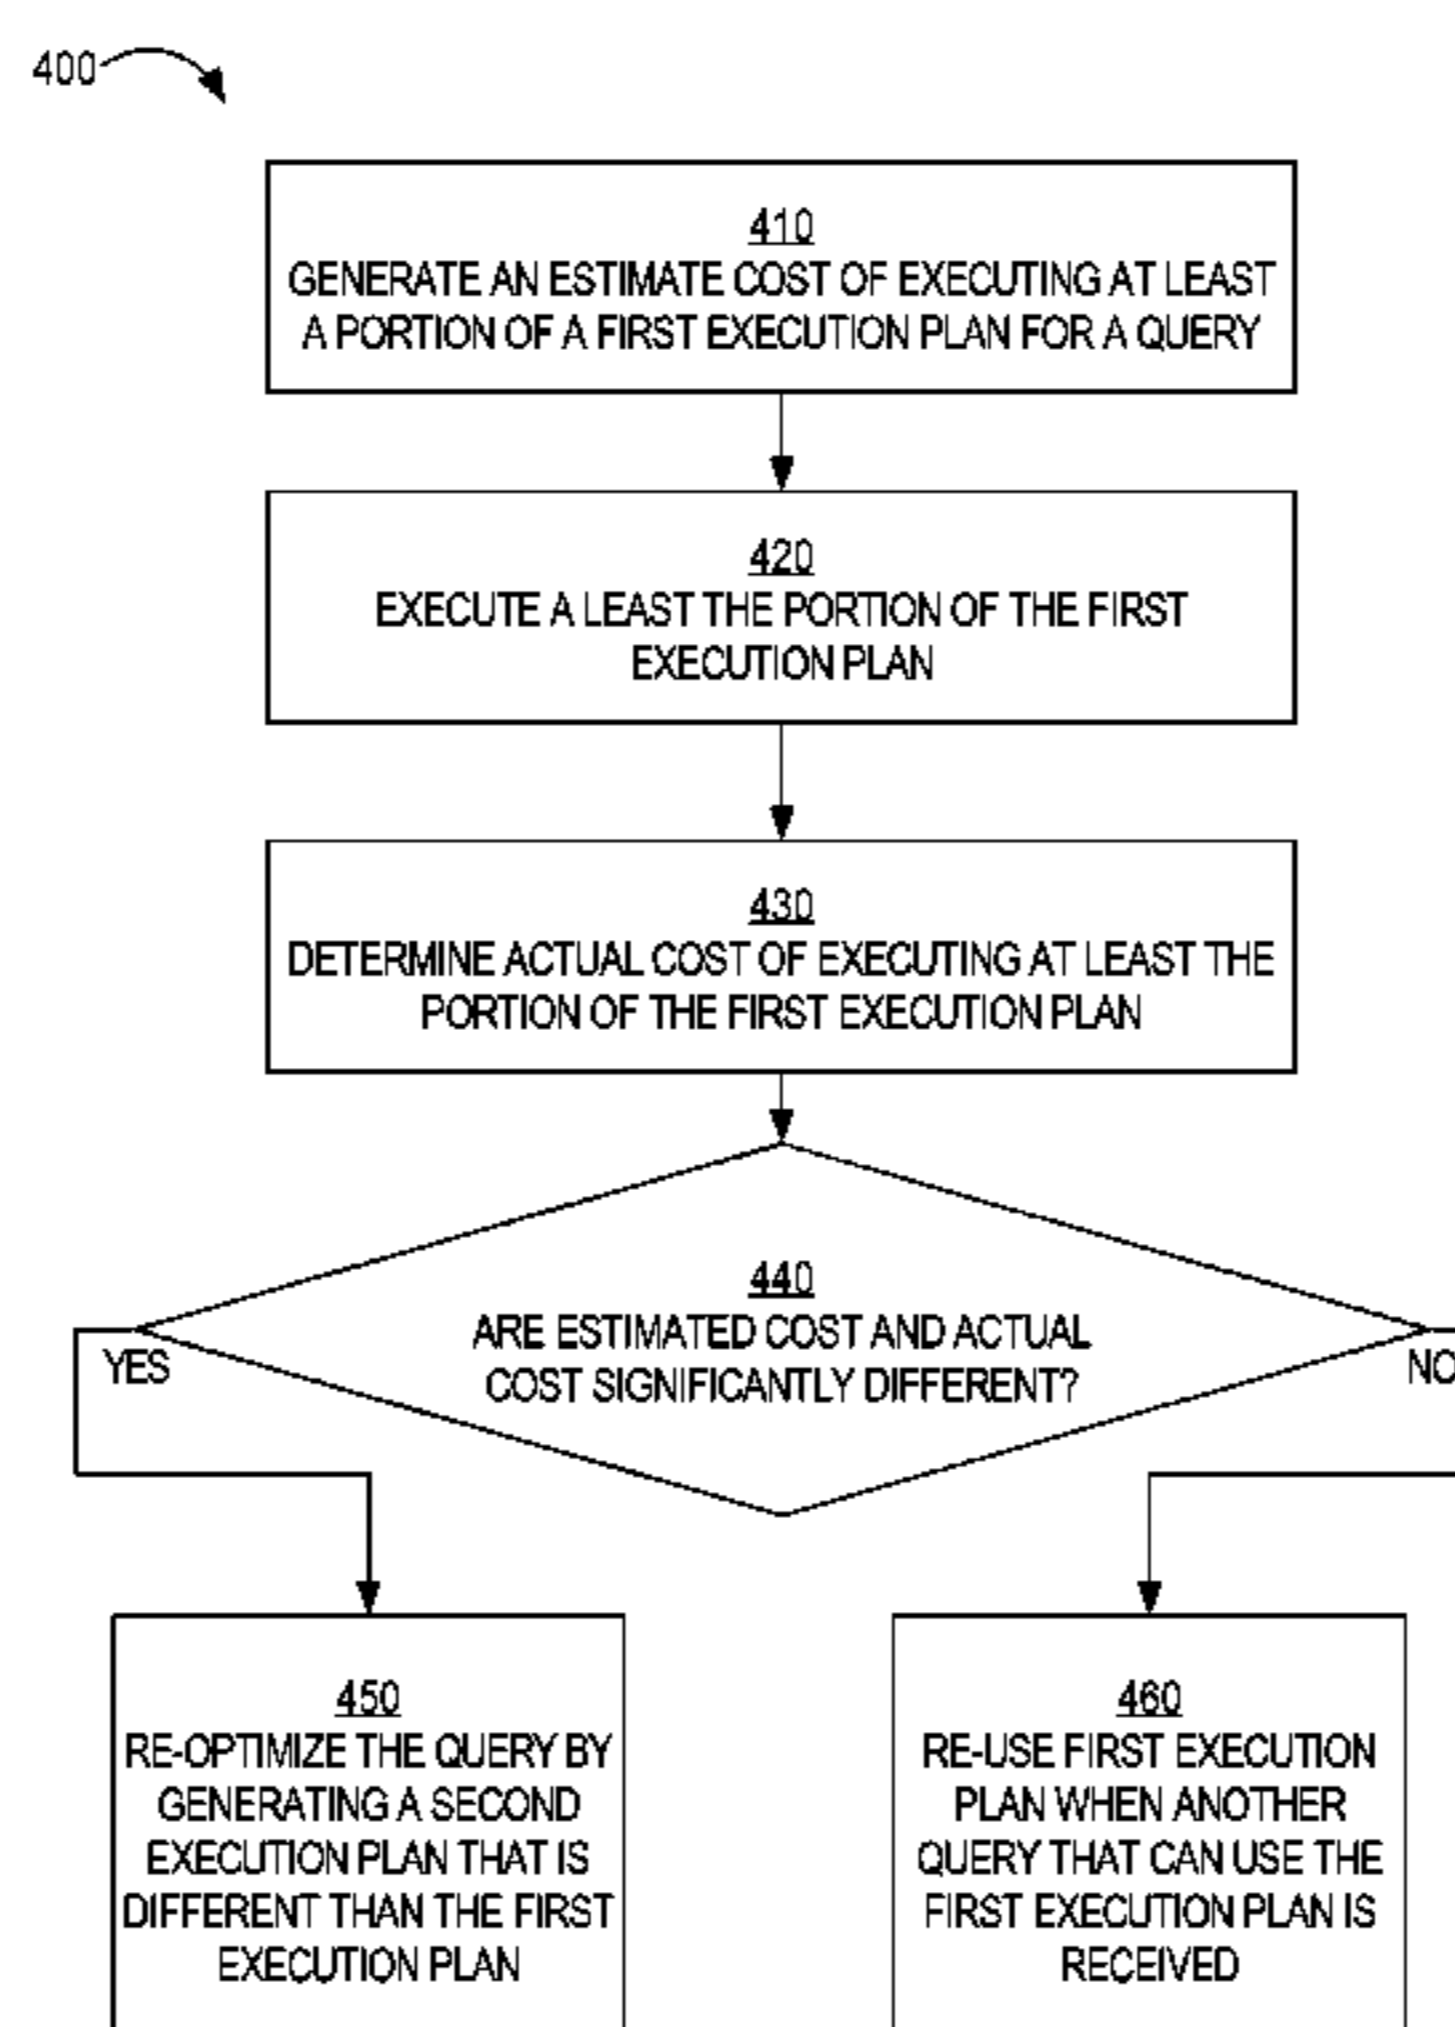 400
410
GENERATE AN ESTIMATE COST OF EXECUTING AT LEAST
A PORTION OF A FIRST EXECUTION PLAN FOR A QUERY
420
EXECUTE A LEAST THE PORTION OF THE FIRST
EXECUTION PLAN
430
DETERMINE ACTUAL COST OF EXECUTING AT LEAST THE
PORTION OF THE FIRST EXECUTION PLAN
440
ARE ESTIMATED COST AND ACTUAL
COST SIGNIFICANTLY DIFFERENT?
YES
NO
450
RE-OPTIMIZE THE QUERY BY
GENERATING A SECOND
EXECUTION PLAN THAT IS
DIFFERENT THAN THE FIRST
EXECUTION PLAN
460
RE-USE FIRST EXECUTION
PLAN WHEN ANOTHER
QUERY THAT CAN USE THE
FIRST EXECUTION PLAN IS
RECEIVED